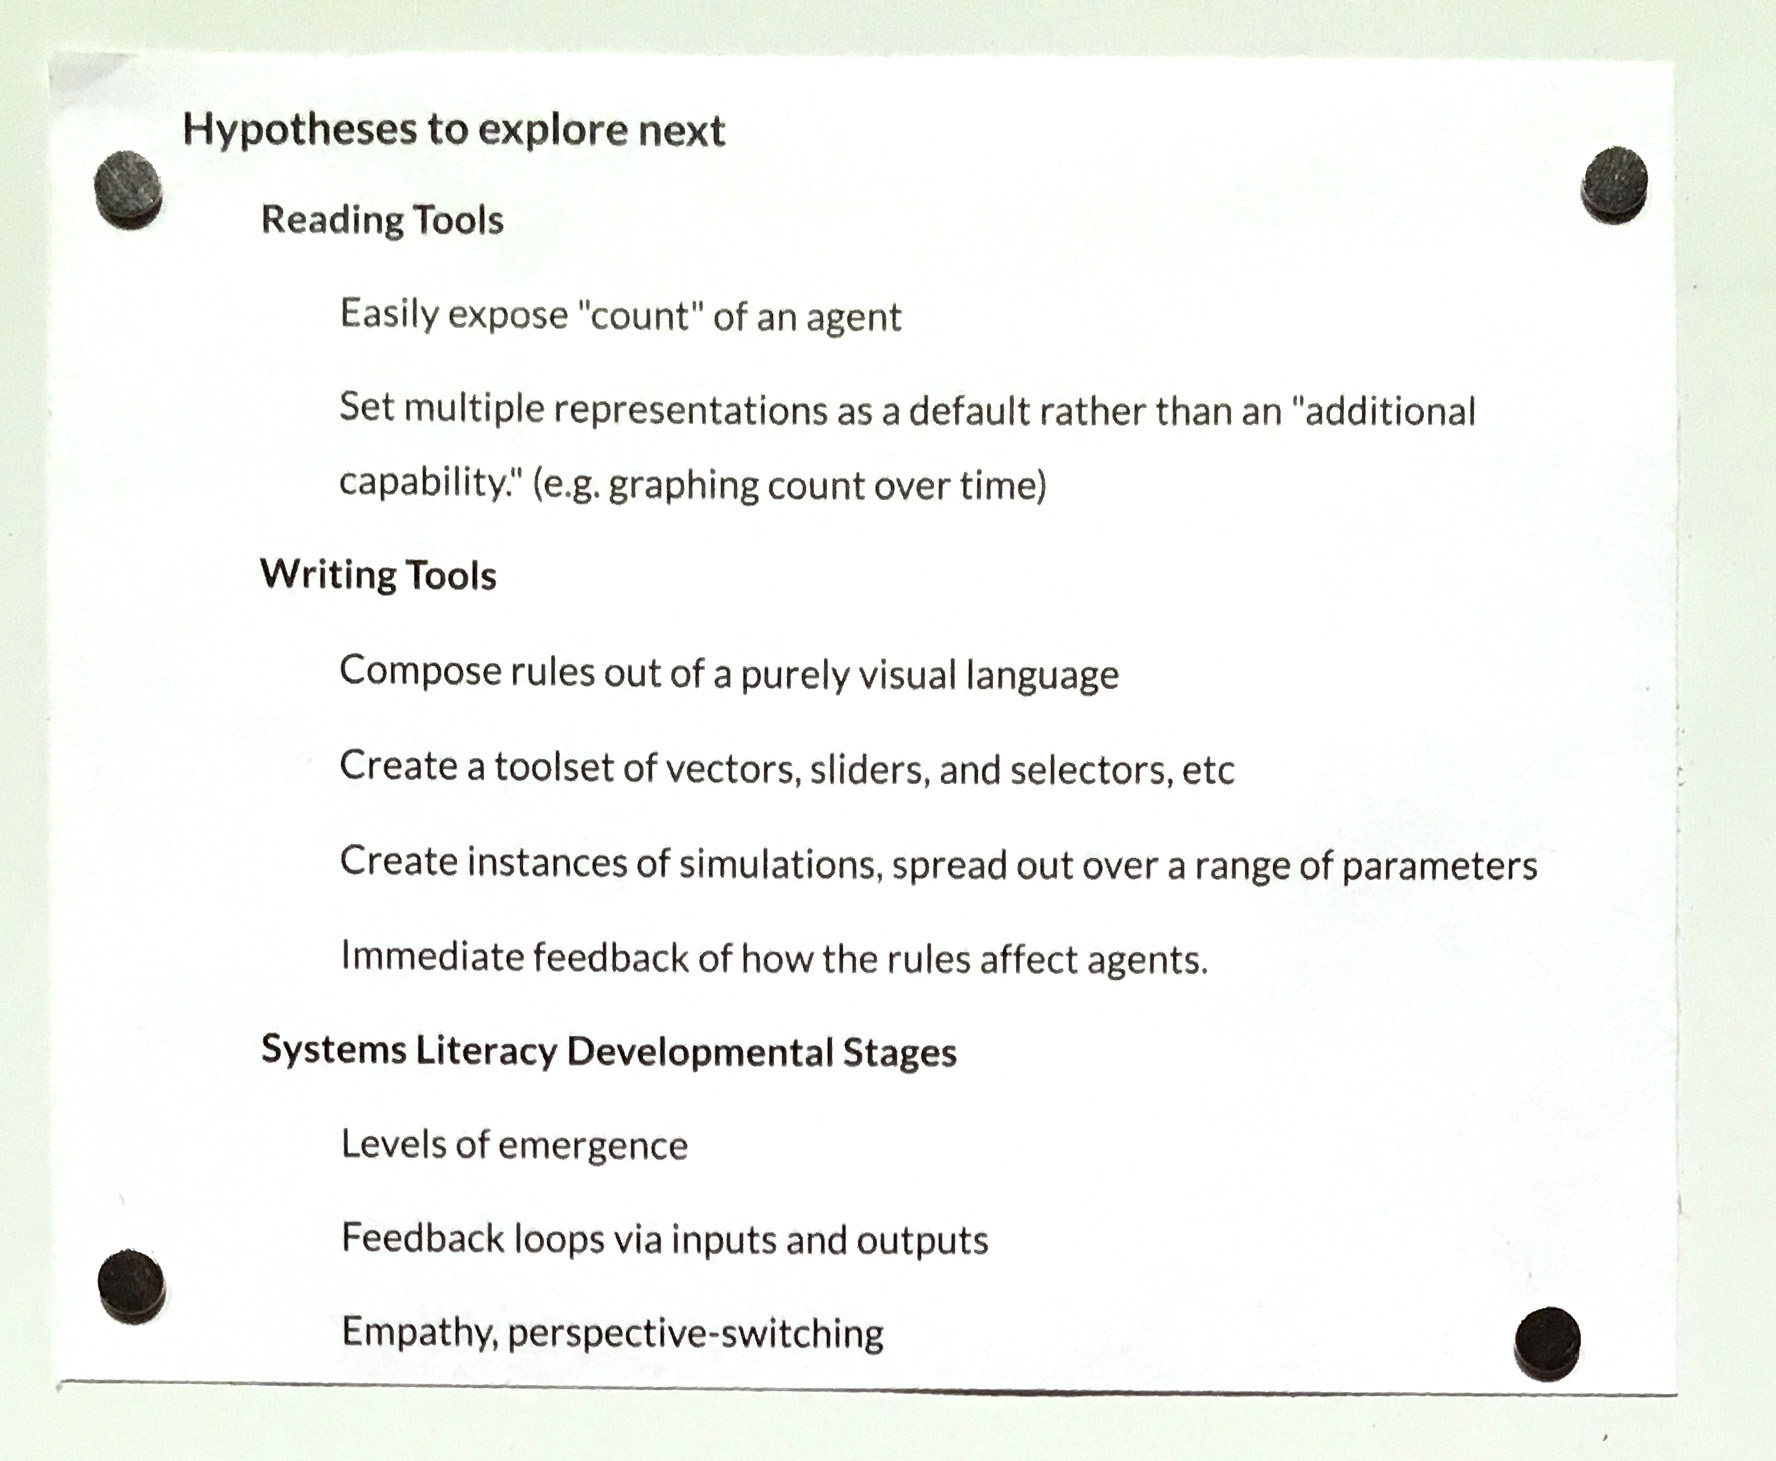 Hypotheses to explore next
Reading Tools
Easily expose "count" of an agent
Set multiple representations as a default rather than an "additional
capability." (e.g. graphing count over time)
Writing Tools
Compose rules out of a purely visual language
Create a toolset of vectors, sliders, and selectors, etc
Create instances of simulations, spread out over a range of parameters
Immediate feedback of how the rules affect agents.
Systems Literacy Developmental Stages
Levels of emergence
Feedback loops via inputs and outputs
Empathy, perspective-switching